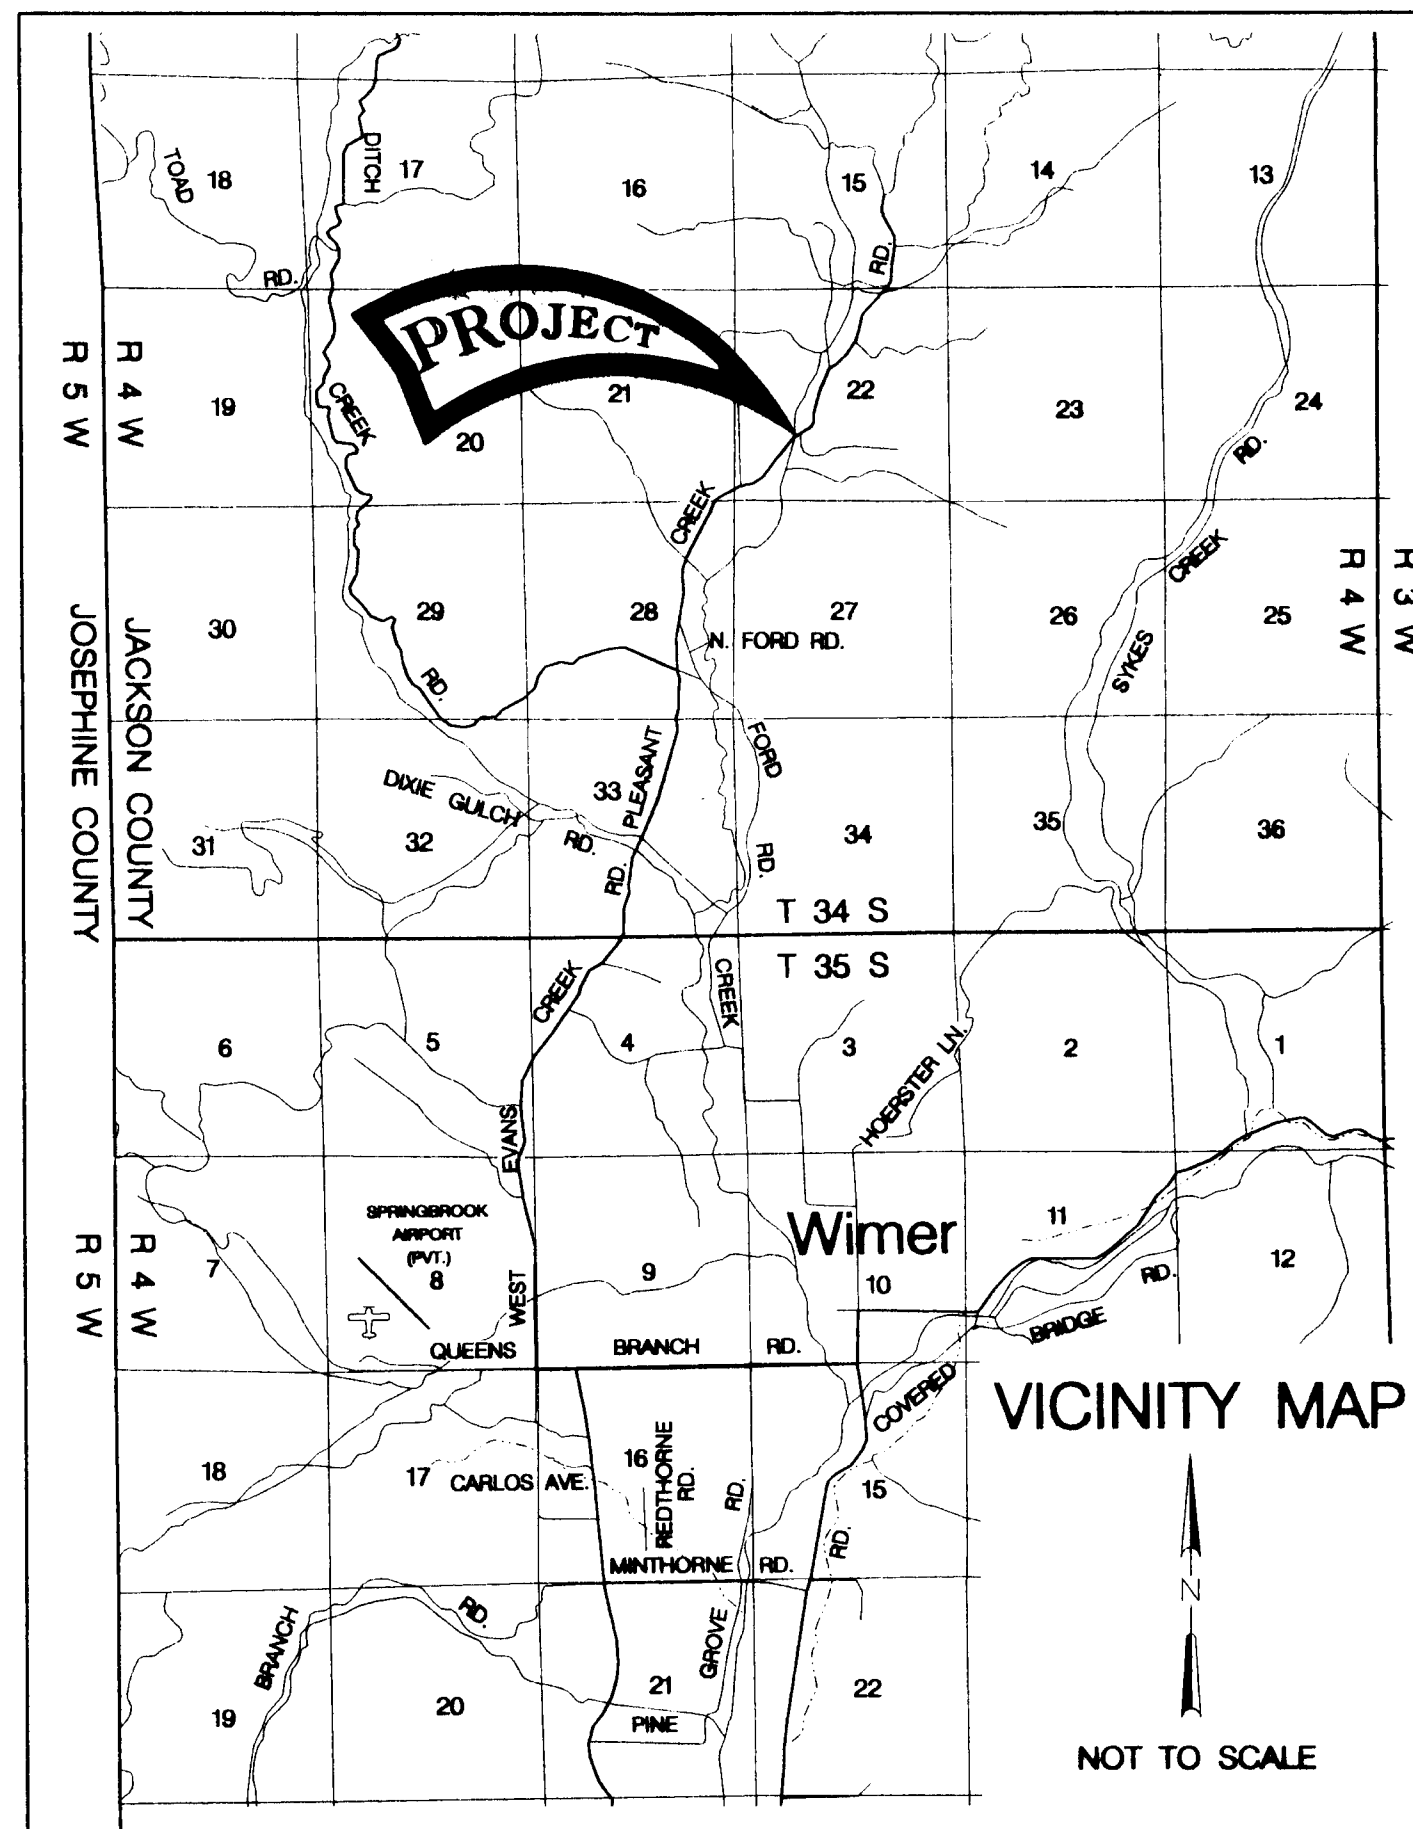 DITCH
17
TOAD
18
16
15
14
13
RD.
RD.
PROJECT
R 5 W
R 4 W
19
CREEK
20
21
22
23
24
RD.
CREEK
CREEK
R 4 W
R 3 W
30
29
28
27
26
25
N. FORD RD.
SYKES
RD.
JOSEPHINE COUNTY
JACKSON COUNTY
FORD
PLEASANT
DIXIE GULCH
33
RD.
31
32
34
35
36
RD.
RD.
T 34 S
T 35 S
CREEK
CREEK
6
5
4
3
2
1
HOERSTER LN.
EVANS
SPRINGBROOK
AIRPORT
(PVT.)
8
Wimer
11
R 5 W
R 4 W
7
9
10
12
RD.
WEST
BRIDGE
QUEENS
BRANCH
RD.
COVERED
VICINITY MAP
18
17
CARLOS AVE.
16
REDTHORNE
RD.
RD.
15
RD.
MINTHORNE RD.
N
BRANCH
RD.
GROVE
19
20
21
22
PINE
NOT TO SCALE